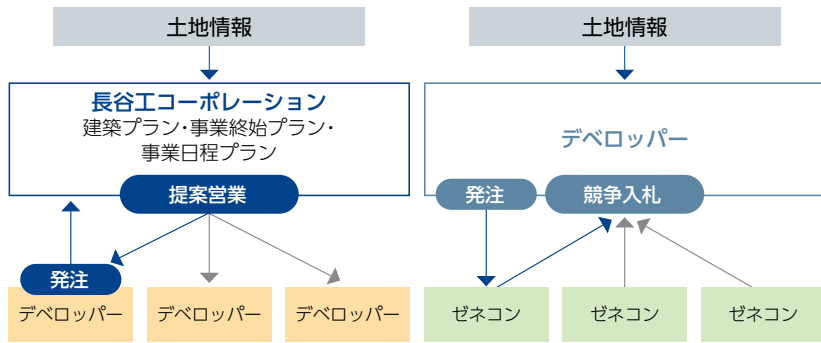 土地情報
長谷工コーポレーション
建築プラン・事業終始プラン・
事業日程プラン
提案営業
発注
デベロッパー
デベロッパー
デベロッパー
土地情報
デベロッパー
発注
競争入札
ゼネコン
ゼネコン
ゼネコン